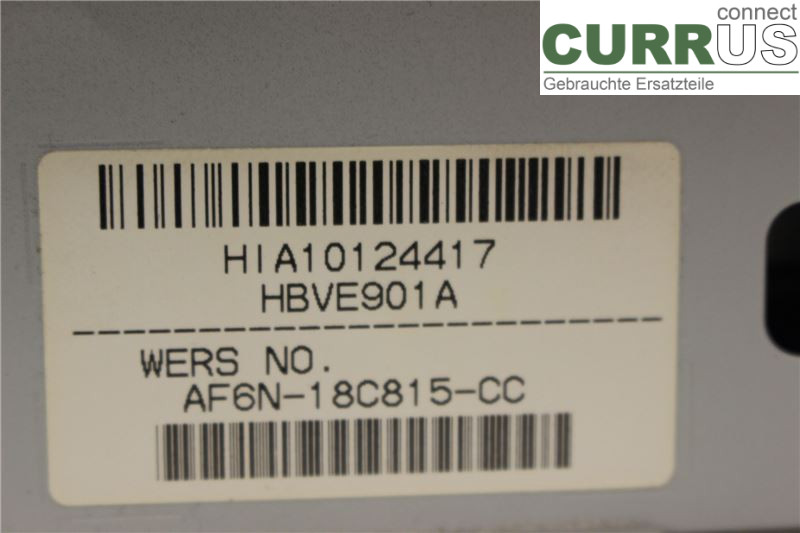 connect
CURRUS
Gebrauchte Ersatzteile
HIA10124417
HBVE901A
WERS NO.
AF6N-18C815-CC